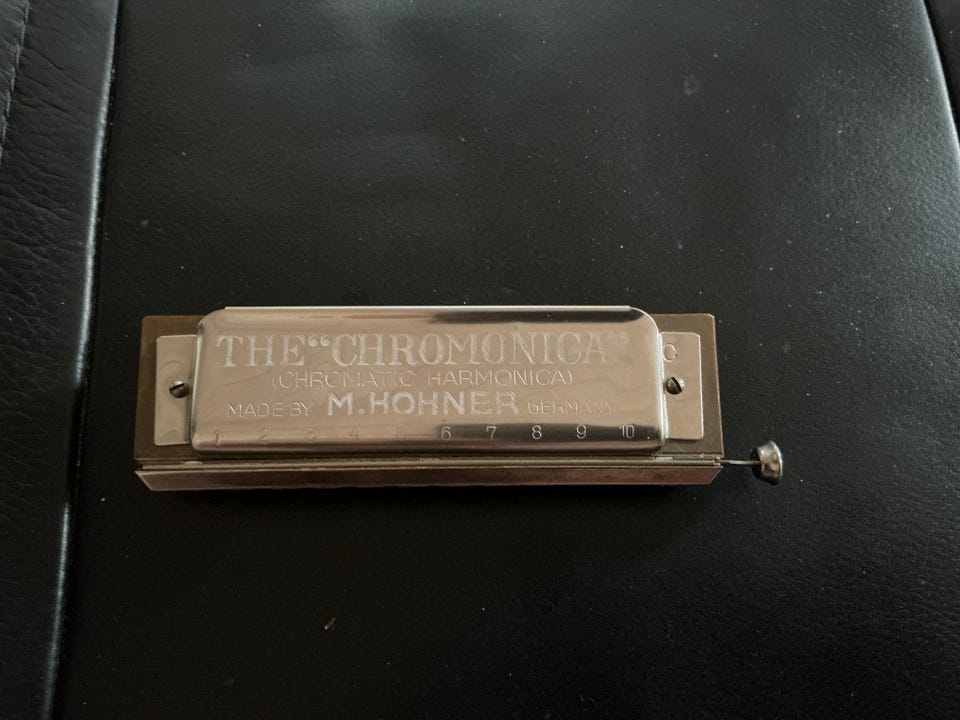 THE "CHROMONICA"
C
(CHROMATIC HARMONICA)
MADE BY M. HOHNER GERMANY
1 2 3 4 5 6 7 8 9 10